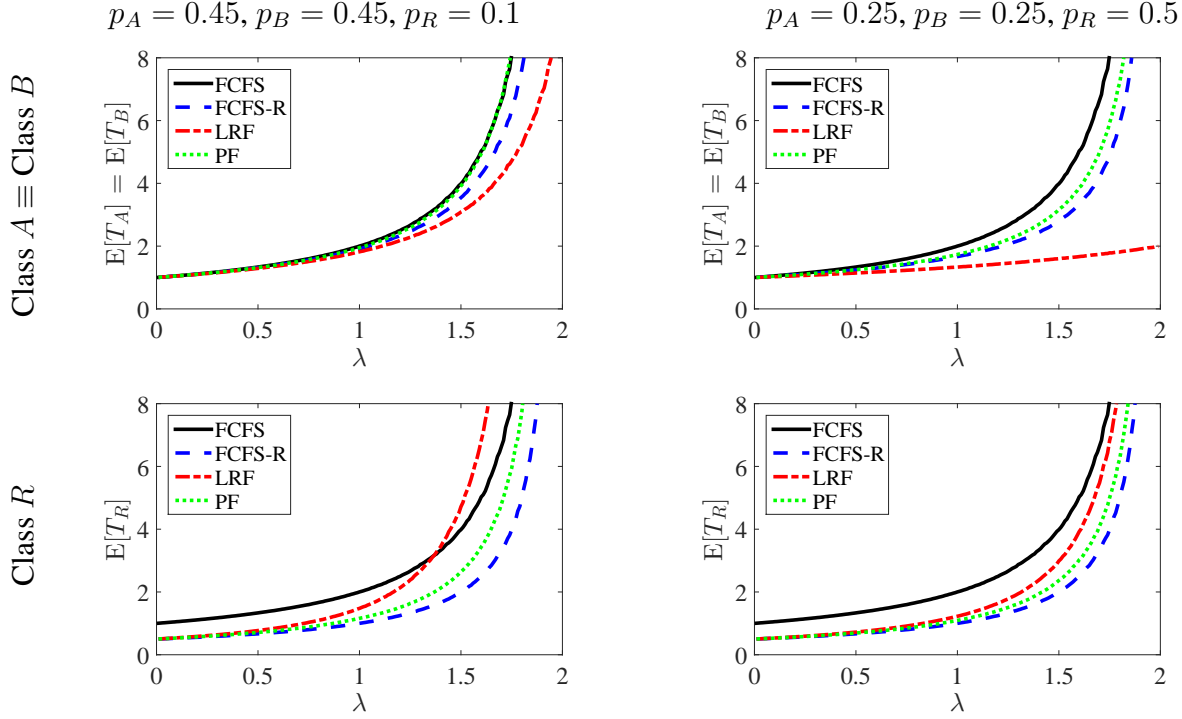 p_A = 0.45, p_B = 0.45, p_R = 0.1
p_A = 0.25, p_B = 0.25, p_R = 0.5
Class A ≡ Class B
E[T_A] = E[T_B]
8
6
4
2
0
FCFS
FCFS-R
LRF
PF
0 0.5 1 1.5 2
λ
E[T_A] = E[T_B]
8
6
4
2
0
FCFS
FCFS-R
LRF
PF
0 0.5 1 1.5 2
λ
Class R
E[T_R]
8
6
4
2
0
FCFS
FCFS-R
LRF
PF
0 0.5 1 1.5 2
λ
E[T_R]
8
6
4
2
0
FCFS
FCFS-R
LRF
PF
0 0.5 1 1.5 2
λ